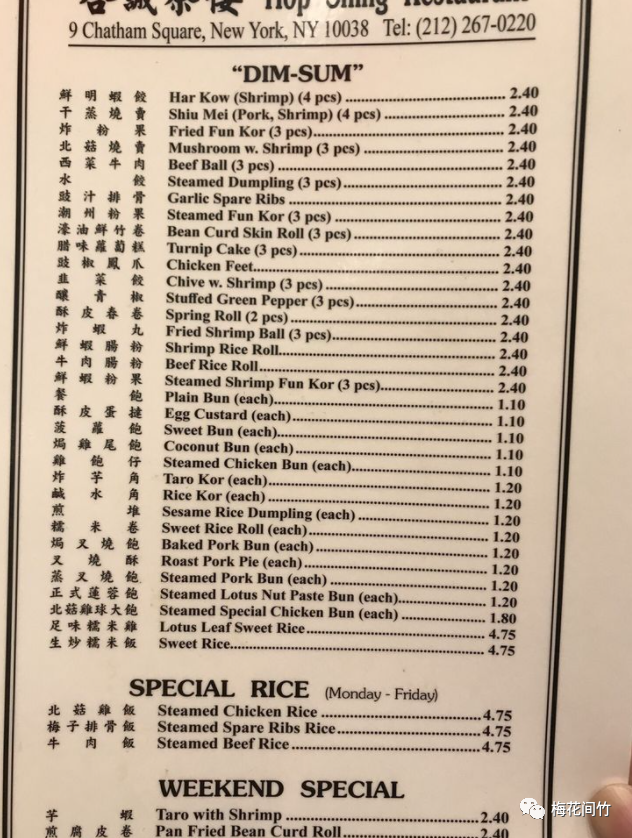 Hop Shing Restaurant
9 Chatham Square, New York, NY 10038 Tel: (212) 267-0220
“DIM-SUM”
鮮明蝦餃 Har Kow (Shrimp) (4 pcs) 2.40
干蒸燒賣 Shiu Mei (Pork, Shrimp) (4 pcs) 2.40
炸粉果 Fried Fun Kor (3 pcs) 2.40
北菇燒賣 Mushroom w. Shrimp (3 pcs) 2.40
西菜牛肉 Beef Ball (3 pcs) 2.40
水餃 Steamed Dumpling (3 pcs) 2.40
豉汁排骨 Garlic Spare Ribs 2.40
潮州粉果 Steamed Fun Kor (3 pcs) 2.40
濠油鮮竹卷 Bean Curd Skin Roll (3 pcs) 2.40
腊味蘿蔔糕 Turnip Cake (3 pcs) 2.40
豉椒鳳爪 Chicken Feet 2.40
韭菜餃 Chive w. Shrimp (3 pcs) 2.40
釀青椒 Stuffed Green Pepper (3 pcs) 2.40
酥皮春卷 Spring Roll (2 pcs) 2.40
炸蝦丸 Fried Shrimp Ball (3 pcs) 2.40
鮮蝦腸粉 Shrimp Rice Roll 2.40
牛肉腸粉 Beef Rice Roll 2.40
鮮蝦粉果 Steamed Shrimp Fun Kor (3 pcs) 2.40
餐飽 Plain Bun (each) 1.10
酥皮蛋撻 Egg Custard (each) 1.10
菠蘿飽 Sweet Bun (each) 1.10
焗雞尾飽 Coconut Bun (each) 1.10
雞飽仔 Steamed Chicken Bun (each) 1.10
炸芋角 Taro Kor (each) 1.20
鹹水角 Rice Kor (each) 1.20
煎堆 Sesame Rice Dumpling (each) 1.20
糯米卷 Sweet Rice Roll (each) 1.20
焗叉燒飽 Baked Pork Bun (each) 1.20
叉燒酥 Roast Pork Pie (each) 1.20
蒸叉燒飽 Steamed Pork Bun (each) 1.20
正式蓮蓉飽 Steamed Lotus Nut Paste Bun (each) 1.20
北菇雞球大飽 Steamed Special Chicken Bun (each) 1.80
足味糯米雞 Lotus Leaf Sweet Rice 4.75
生炒糯米飯 Sweet Rice 4.75
SPECIAL RICE (Monday - Friday)
北菇雞飯 Steamed Chicken Rice 4.75
梅子排骨飯 Steamed Spare Ribs Rice 4.75
牛肉飯 Steamed Beef Rice 4.75
WEEKEND SPECIAL
芋蝦 Taro with Shrimp 2.40
煎腐皮卷 Pan Fried Bean Curd Roll 2.40
梅花间竹